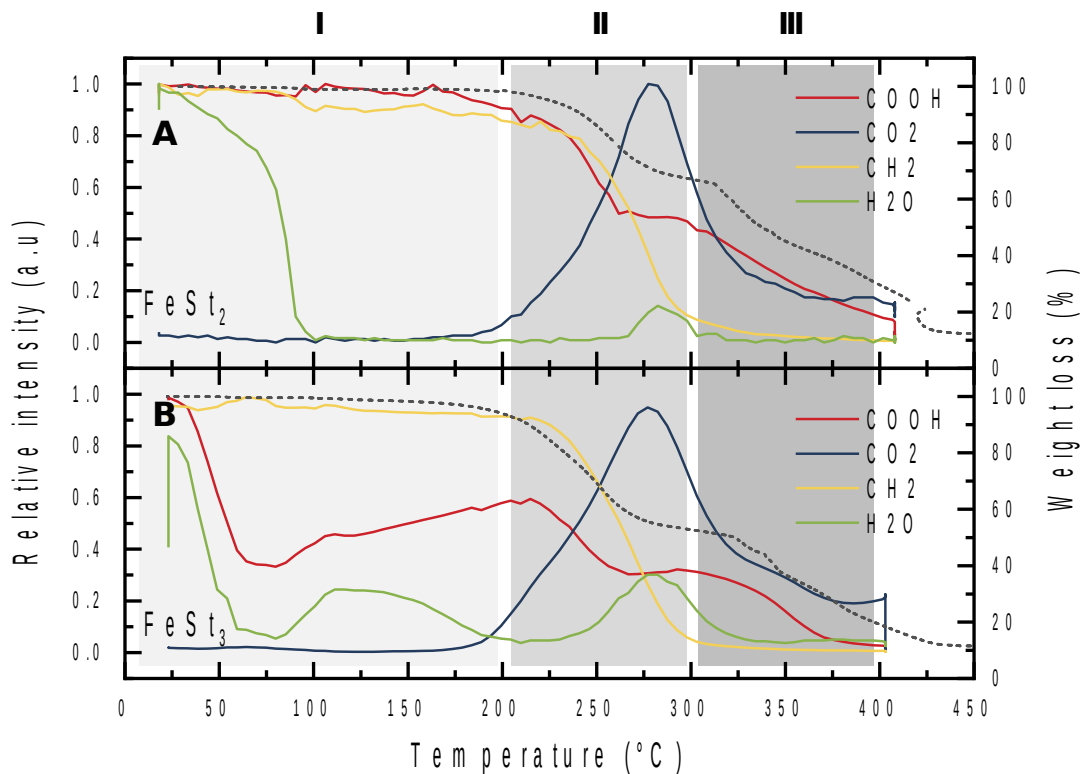 I II III
Relative intensity (a.u)
1.0
0.8
0.6
0.4
0.2
0.0
A
FeSt2
COOH
CO2
CH2
H2O
100
80
60
40
20
0
Weightloss (%)
1.0
0.8
0.6
0.4
0.2
0.0
B
FeSt3
COOH
CO2
CH2
H2O
100
80
60
40
20
0
0 50 100 150 200 250 300 350 400 450
Temperature (°C)